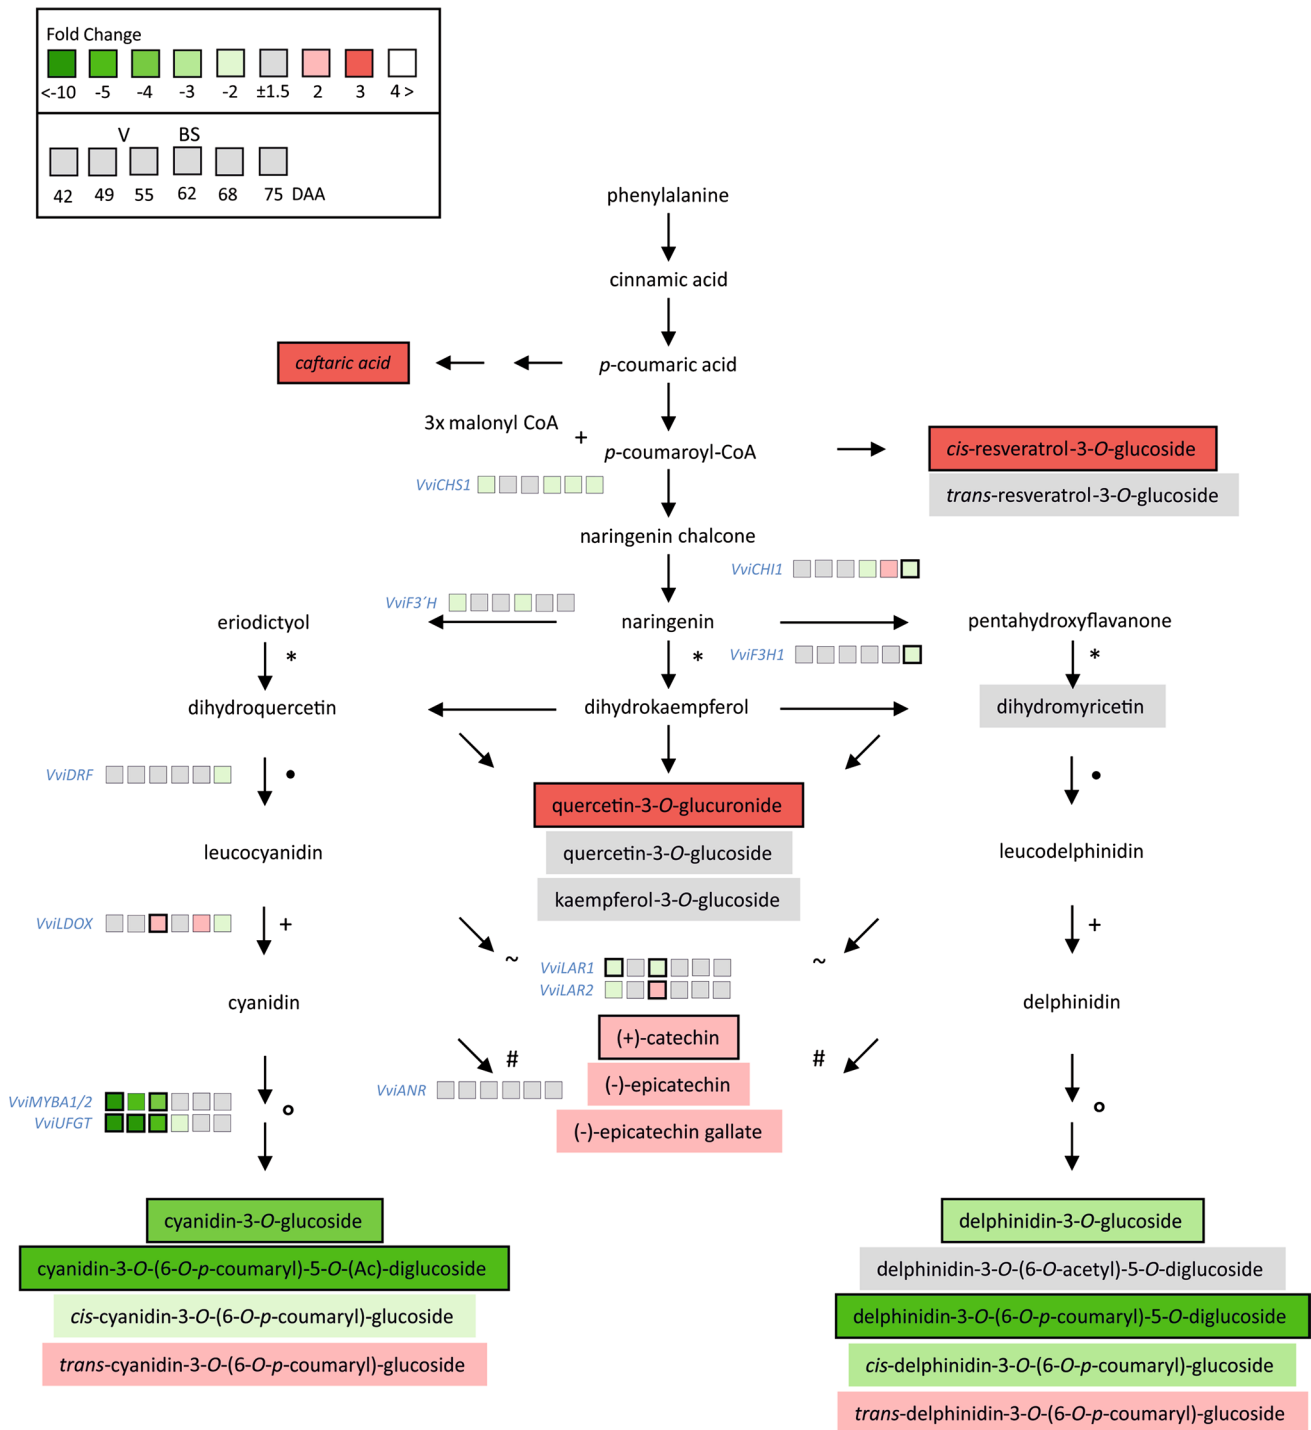 Fold Change
<-10 -5 -4 -3 -2 ±1.5 2 3 4 >
V BS
42 49 55 62 68 75 DAA
phenylalanine
cinnamic acid
caftaric acid
p-coumaric acid
3x malonyl CoA
+
p-coumaroyl-CoA
cis-resveratrol-3-O-glucoside
trans-resveratrol-3-O-glucoside
VviCHS1
naringenin chalcone
VviCHI1
VviF3´H
eriodictyol
naringenin
pentahydroxyflavanone
*
*
VviF3H1
*
dihydroquercetin
dihydrokaempferol
dihydromyricetin
VviDRF
•
•
quercetin-3-O-glucuronide
quercetin-3-O-glucoside
kaempferol-3-O-glucoside
leucocyanidin
leucodelphinidin
VviLDOX
+
+
~
VviLAR1
VviLAR2
~
cyanidin
delphinidin
(+)-catechin
(-)-epicatechin
(-)-epicatechin gallate
#
#
VviANR
VviMYBA1/2
VviUFGT
o
o
cyanidin-3-O-glucoside
cyanidin-3-O-(6-O-p-coumaryl)-5-O-(Ac)-diglucoside
cis-cyanidin-3-O-(6-O-p-coumaryl)-glucoside
trans-cyanidin-3-O-(6-O-p-coumaryl)-glucoside
delphinidin-3-O-glucoside
delphinidin-3-O-(6-O-acetyl)-5-O-diglucoside
delphinidin-3-O-(6-O-p-coumaryl)-5-O-diglucoside
cis-delphinidin-3-O-(6-O-p-coumaryl)-glucoside
trans-delphinidin-3-O-(6-O-p-coumaryl)-glucoside